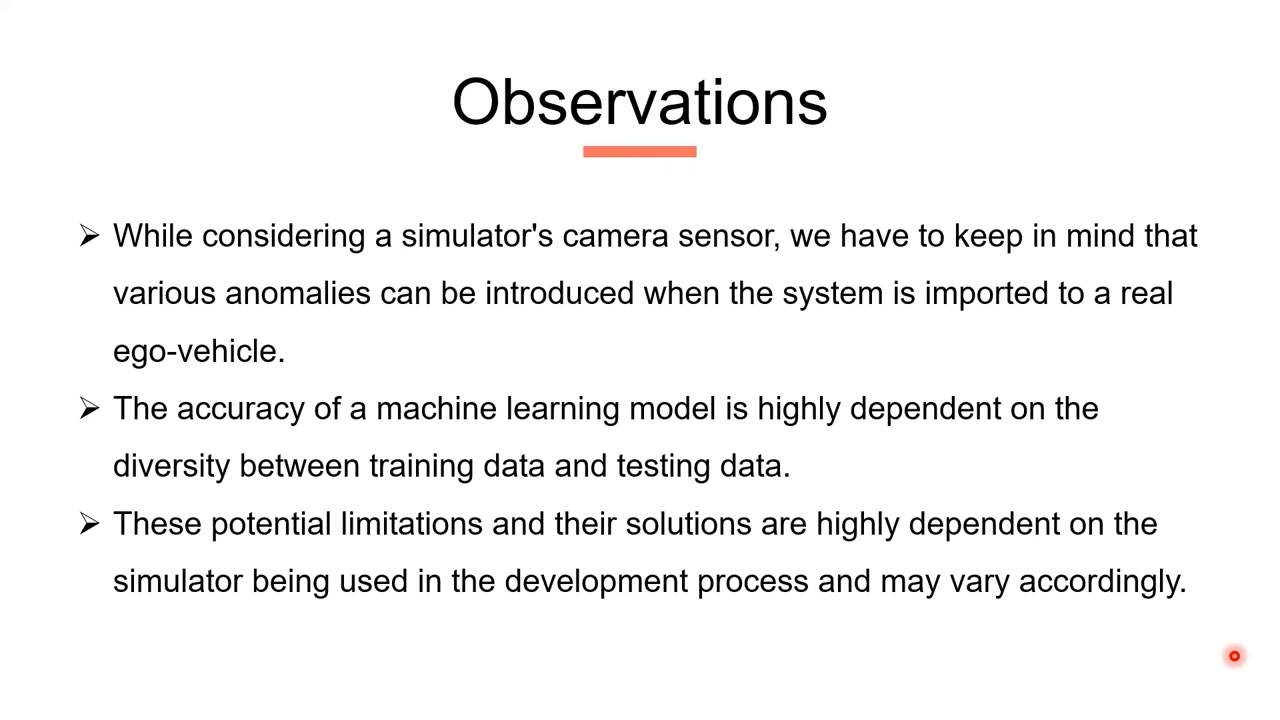 Observations
While considering a simulator's camera sensor, we have to keep in mind that
various anomalies can be introduced when the system is imported to a real
ego-vehicle.
The accuracy of a machine learning model is highly dependent on the
diversity between training data and testing data.
These potential limitations and their solutions are highly dependent on the
simulator being used in the development process and may vary accordingly.